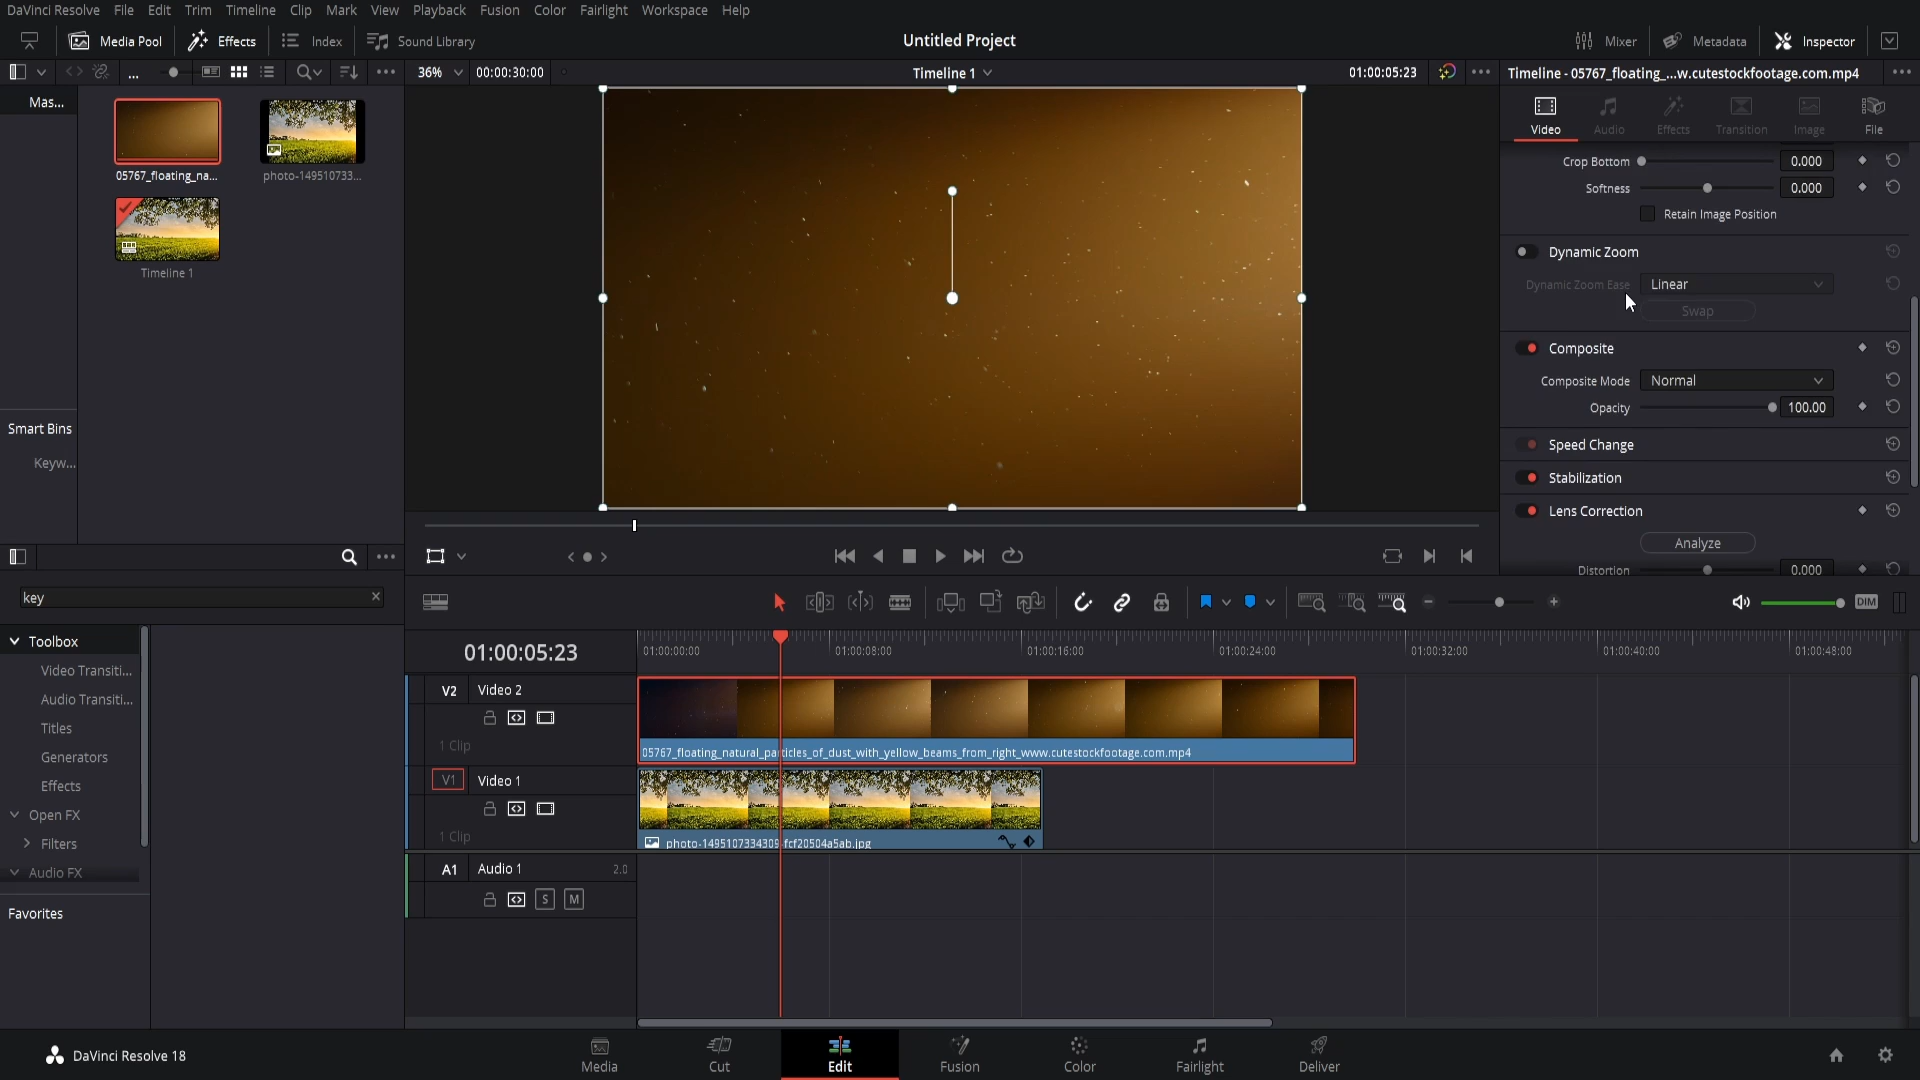 DaVinci Resolve File Edit Trim Timeline Clip Mark View Playback Fusion Color Fairlight Workspace Help
Media Pool Effects Index Sound Library Untitled Project Mixer Metadata Inspector
... 36% 00:00:30:00 Timeline 1 01:00:05:23 Timeline - 05767_floating_...w.cutestockfootage.com.mp4
Mas...
Video Audio Effects Transition Image File
05767_floating_na... photo-149510733...
Timeline 1
Crop Bottom 0.000
Softness 0.000
Retain Image Position
Dynamic Zoom
Dynamic Zoom Ease Linear
Swap
Composite
Composite Mode Normal
Opacity 100.00
Speed Change
Stabilization
Lens Correction
Analyze
Distortion 0.000
Smart Bins
Keyw...
key
Toolbox
Video Transiti...
Audio Transiti...
Titles
Generators
Effects
Open FX
Filters
Audio FX
Favorites
DIM
01:00:05:23 01:00:00:00 01:00:08:00 01:00:16:00 01:00:24:00 01:00:32:00 01:00:40:00 01:00:48:00
V2 Video 2
1 Clip
05767_floating_natural_particles_of_dust_with_yellow_beams_from_right_www.cutestockfootage.com.mp4
V1 Video 1
1 Clip
photo-1495107334309-fcf20504a5ab.jpg
A1 Audio 1 2.0
S M
DaVinci Resolve 18
Media Cut Edit Fusion Color Fairlight Deliver